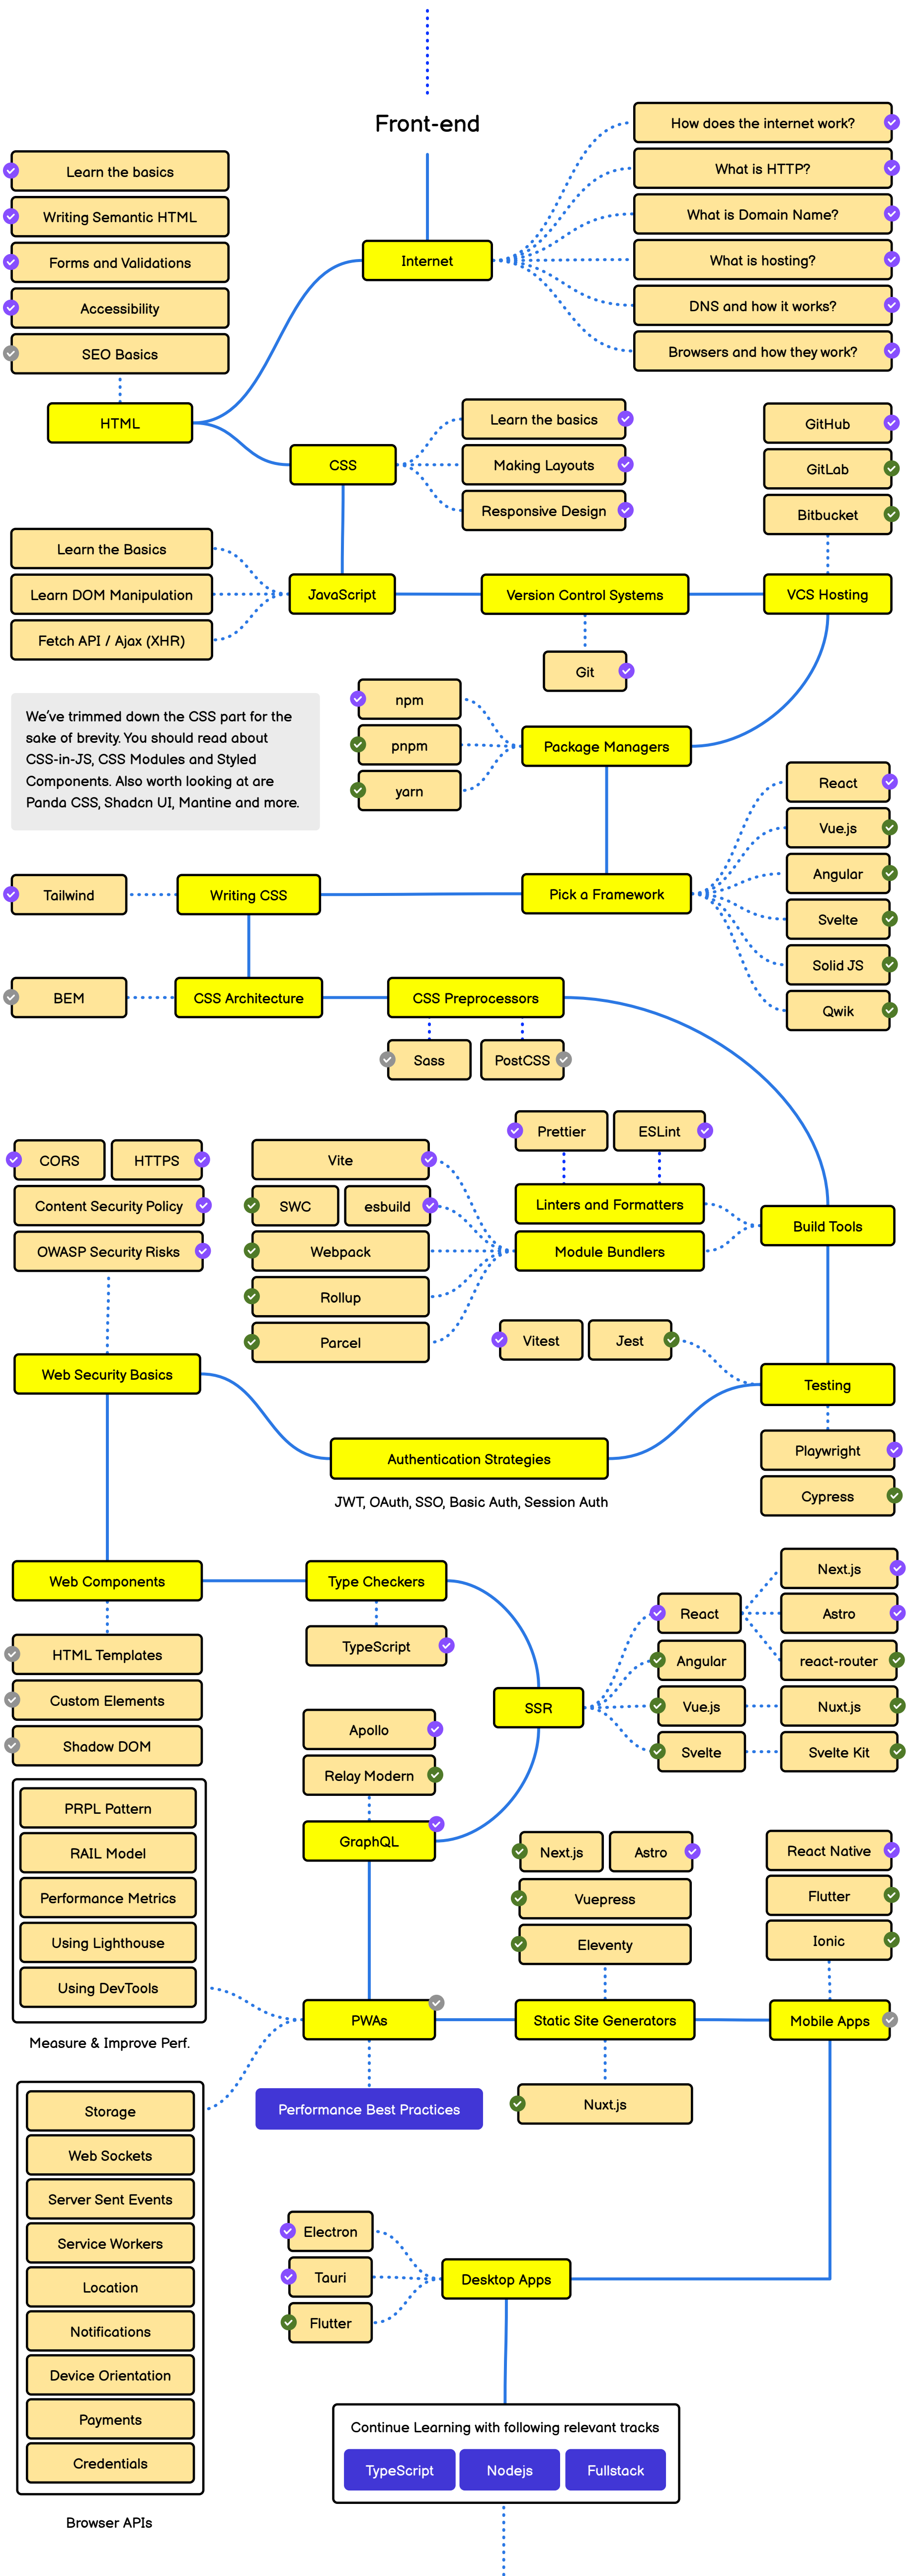 Front-end
Internet
How does the internet work?
What is HTTP?
What is Domain Name?
What is hosting?
DNS and how it works?
Browsers and how they work?
Learn the basics
Writing Semantic HTML
Forms and Validations
Accessibility
SEO Basics
HTML
CSS
Learn the basics
Making Layouts
Responsive Design
GitHub
GitLab
Bitbucket
Learn the Basics
Learn DOM Manipulation
Fetch API / Ajax (XHR)
JavaScript
Version Control Systems
VCS Hosting
Git
We've trimmed down the CSS part for the
sake of brevity. You should read about
CSS-in-JS, CSS Modules and Styled
Components. Also worth looking at are
Panda CSS, Shadcn UI, Mantine and more.
npm
pnpm
yarn
Package Managers
React
Vue.js
Angular
Svelte
Solid JS
Qwik
Tailwind
Writing CSS
Pick a Framework
BEM
CSS Architecture
CSS Preprocessors
Sass
PostCSS
Prettier
ESLint
Linters and Formatters
Module Bundlers
Build Tools
CORS
HTTPS
Content Security Policy
OWASP Security Risks
Vite
SWC
esbuild
Webpack
Rollup
Parcel
Vitest
Jest
Web Security Basics
Testing
Authentication Strategies
JWT, OAuth, SSO, Basic Auth, Session Auth
Playwright
Cypress
Web Components
Type Checkers
HTML Templates
Custom Elements
Shadow DOM
TypeScript
SSR
React
Angular
Vue.js
Svelte
Next.js
Astro
react-router
Nuxt.js
Svelte Kit
Apollo
Relay Modern
GraphQL
PRPL Pattern
RAIL Model
Performance Metrics
Using Lighthouse
Using DevTools
Measure & Improve Perf.
Next.js
Astro
Vuepress
Eleventy
React Native
Flutter
Ionic
PWAs
Static Site Generators
Mobile Apps
Performance Best Practices
Nuxt.js
Storage
Web Sockets
Server Sent Events
Service Workers
Location
Notifications
Device Orientation
Payments
Credentials
Browser APIs
Electron
Tauri
Flutter
Desktop Apps
Continue Learning with following relevant tracks
TypeScript
Nodejs
Fullstack